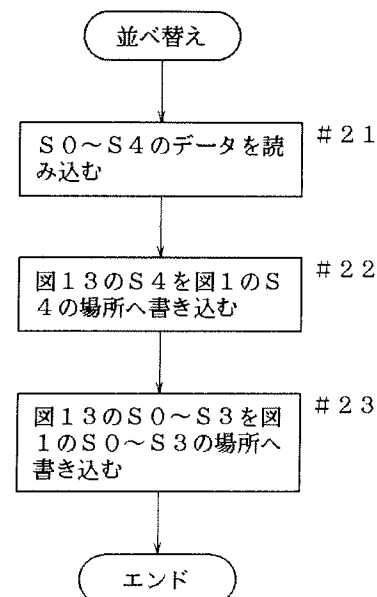 並べ替え
S0～S4のデータを読
み込む
#21
図13のS4を図1のS
4の場所へ書き込む
#22
図13のS0～S3を図
1のS0～S3の場所へ
書き込む
#23
エンド